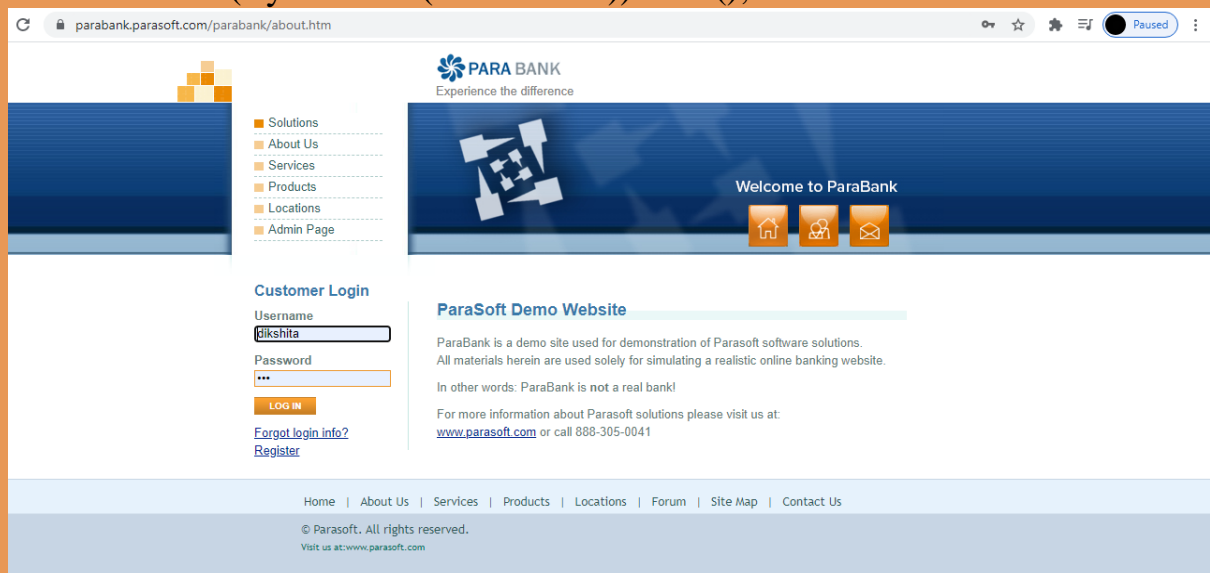 parabank.parasoft.com/parabank/about.htm
Paused
PARA BANK
Experience the difference
Solutions
About Us
Services
Products
Locations
Admin Page
Welcome to ParaBank
Customer Login
Username
dikshita
Password
•••
LOG IN
Forgot login info?
Register
ParaSoft Demo Website
ParaBank is a demo site used for demonstration of Parasoft software solutions.
All materials herein are used solely for simulating a realistic online banking website.
In other words: ParaBank is not a real bank!
For more information about Parasoft solutions please visit us at:
www.parasoft.com or call 888-305-0041
Home | About Us | Services | Products | Locations | Forum | Site Map | Contact Us
© Parasoft. All rights reserved.
Visit us at:www.parasoft.com